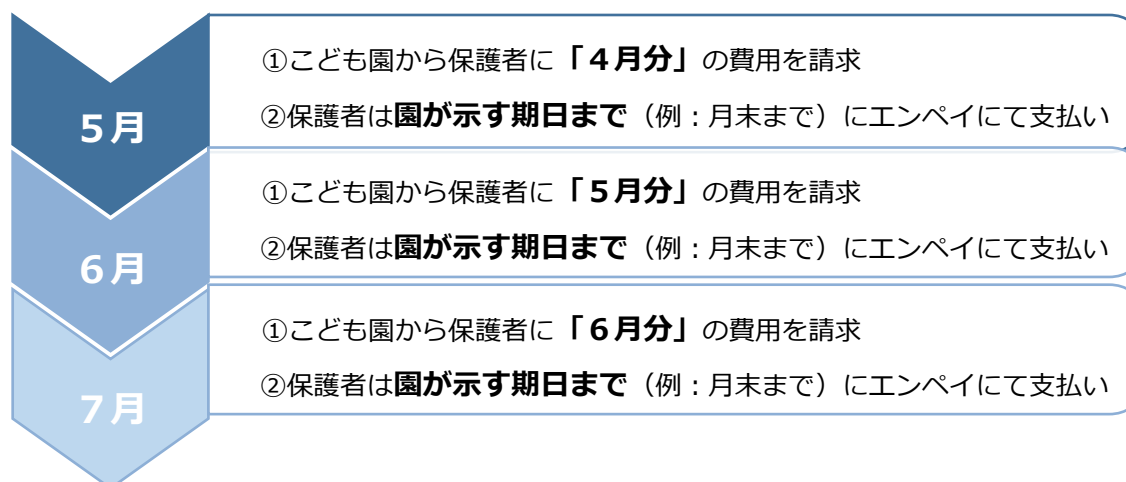 5月
①こども園から保護者に「４月分」の費用を請求
②保護者は園が示す期日まで（例：月末まで）にエンペイにて支払い
6月
①こども園から保護者に「５月分」の費用を請求
②保護者は園が示す期日まで（例：月末まで）にエンペイにて支払い
7月
①こども園から保護者に「６月分」の費用を請求
②保護者は園が示す期日まで（例：月末まで）にエンペイにて支払い